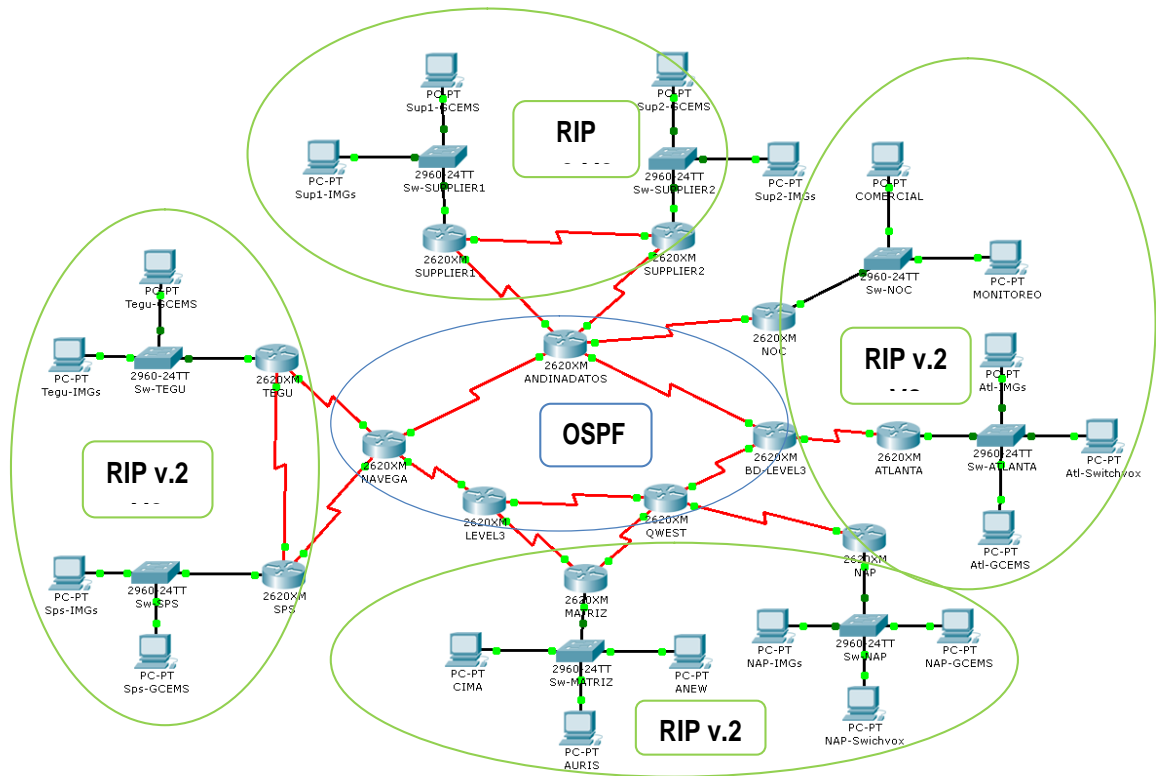 PC-PT
Sup1-GCEMS
PC-PT
Sup2-GCEMS
RIP
PC-PT
Sup1-IMGs
2960-24TT
Sw-SUPPLIER1
2960-24TT
Sw-SUPPLIER2
PC-PT
Sup2-IMGs
PC-PT
COMERCIAL
2620XM
SUPPLIER1
2620XM
SUPPLIER2
2960-24TT
Sw-NOC
PC-PT
MONITOREO
PC-PT
Tegu-GCEMS
2620XM
NOC
PC-PT
Tegu-IMGs
2960-24TT
Sw-TEGU
2620XM
TEGU
2620XM
ANDINADATOS
RIP v.2
PC-PT
Atl-IMGs
OSPF
RIP v.2
2620XM
NAVEGA
2620XM
BD-LEVEL3
2620XM
ATLANTA
2960-24TT
Sw-ATLANTA
PC-PT
Atl-Switchvox
2620XM
LEVEL3
2620XM
QWEST
2620XM
NAP
PC-PT
Atl-GCEMS
PC-PT
Sps-IMGs
2960-24TT
Sw-SPS
2620XM
SPS
2620XM
MATRIZ
PC-PT
Sps-GCEMS
PC-PT
CIMA
2960-24TT
Sw-MATRIZ
PC-PT
ANEW
PC-PT
NAP-IMGs
2960-24TT
Sw-NAP
PC-PT
NAP-GCEMS
PC-PT
AURIS
RIP v.2
PC-PT
NAP-Swichvox